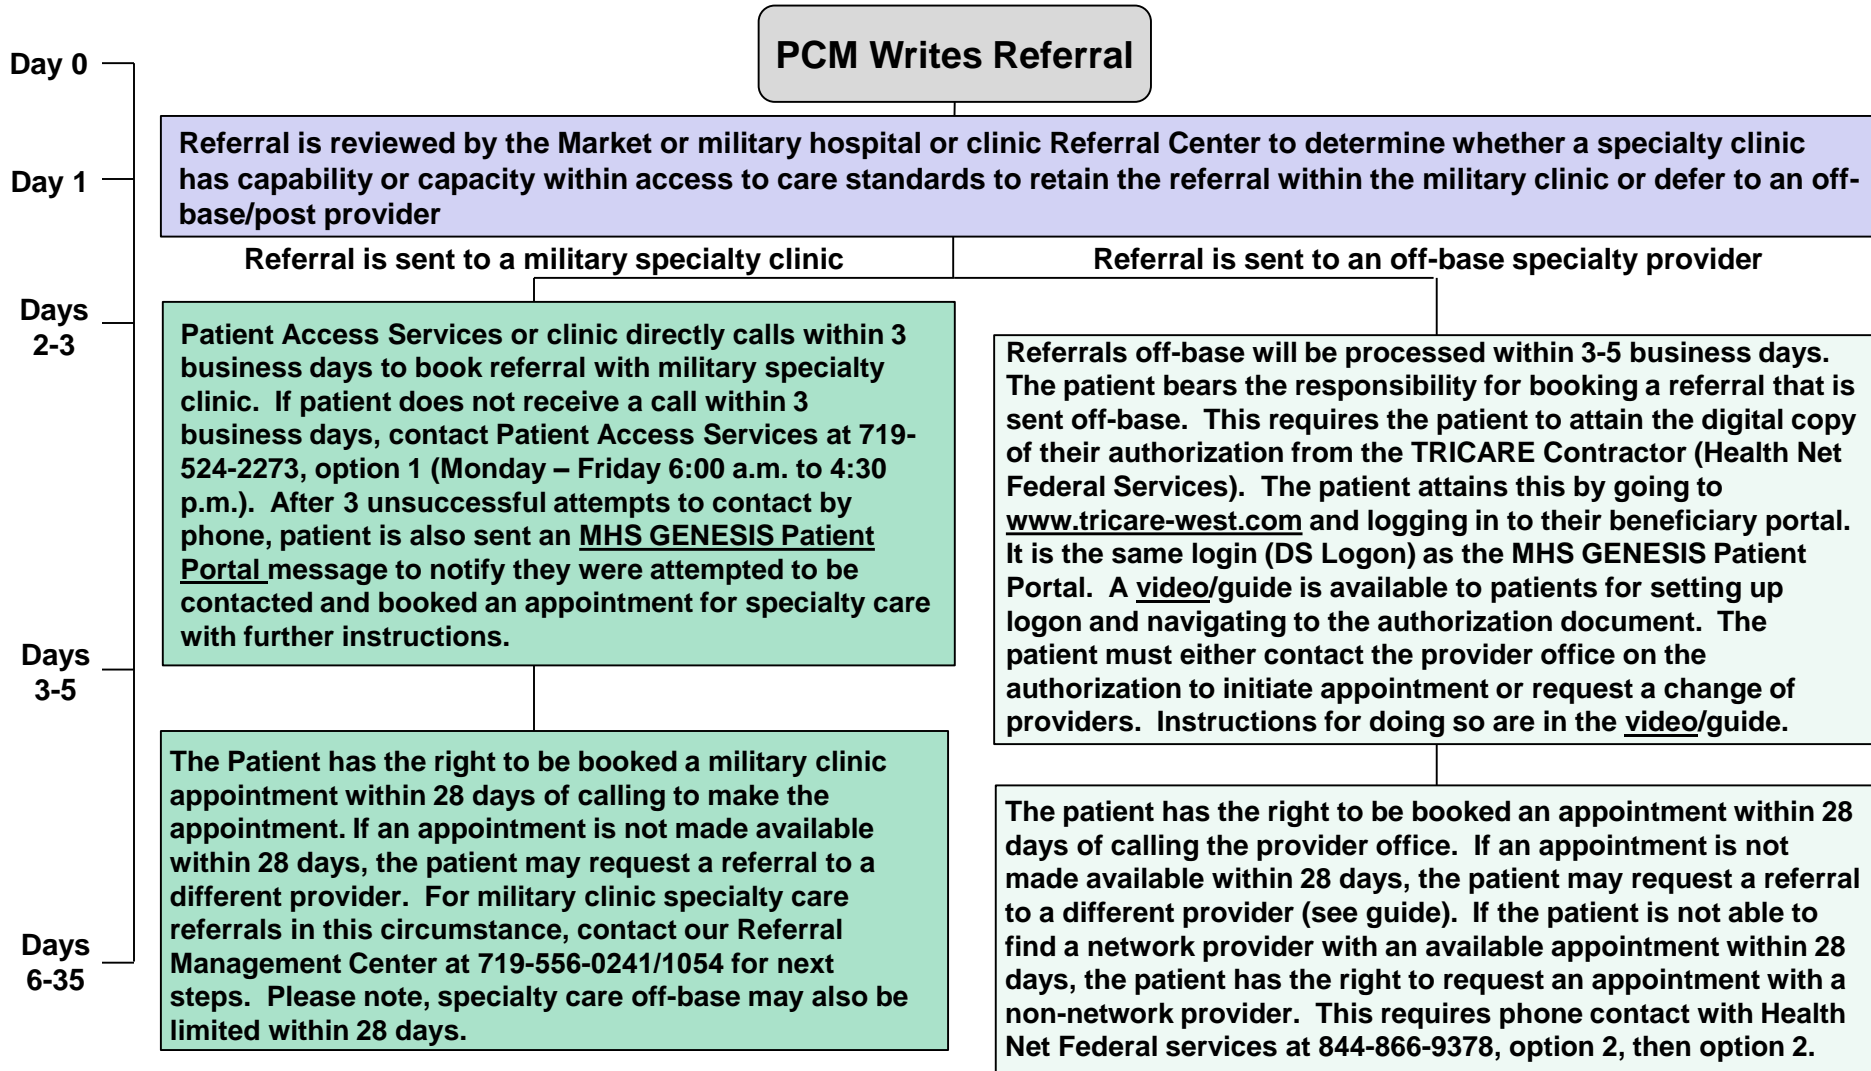 PCM Writes Referral
Day 0
Referral is reviewed by the Market or military hospital or clinic Referral Center to determine whether a specialty clinic
has capability or capacity within access to care standards to retain the referral within the military clinic or defer to an off-
base/post provider
Day 1
Referral is sent to a military specialty clinic
Referral is sent to an off-base specialty provider
Days
2-3
Patient Access Services or clinic directly calls within 3
business days to book referral with military specialty
clinic.  If patient does not receive a call within 3
business days, contact Patient Access Services at 719-
524-2273, option 1 (Monday – Friday 6:00 a.m. to 4:30
p.m.).  After 3 unsuccessful attempts to contact by
phone, patient is also sent an MHS GENESIS Patient
Portal message to notify they were attempted to be
contacted and booked an appointment for specialty care
with further instructions.
Referrals off-base will be processed within 3-5 business days.
The patient bears the responsibility for booking a referral that is
sent off-base.  This requires the patient to attain the digital copy
of their authorization from the TRICARE Contractor (Health Net
Federal Services).  The patient attains this by going to
www.tricare-west.com and logging in to their beneficiary portal.
It is the same login (DS Logon) as the MHS GENESIS Patient
Portal.  A video/guide is available to patients for setting up
logon and navigating to the authorization document.  The
patient must either contact the provider office on the
authorization to initiate appointment or request a change of
providers.  Instructions for doing so are in the video/guide.
Days
3-5
The Patient has the right to be booked a military clinic
appointment within 28 days of calling to make the
appointment. If an appointment is not made available
within 28 days, the patient may request a referral to a
different provider.  For military clinic specialty care
referrals in this circumstance, contact our Referral
Management Center at 719-556-0241/1054 for next
steps.  Please note, specialty care off-base may also be
limited within 28 days.
The patient has the right to be booked an appointment within 28
days of calling the provider office.  If an appointment is not
made available within 28 days, the patient may request a referral
to a different provider (see guide).  If the patient is not able to
find a network provider with an available appointment within 28
days, the patient has the right to request an appointment with a
non-network provider.  This requires phone contact with Health
Net Federal services at 844-866-9378, option 2, then option 2.
Days
6-35